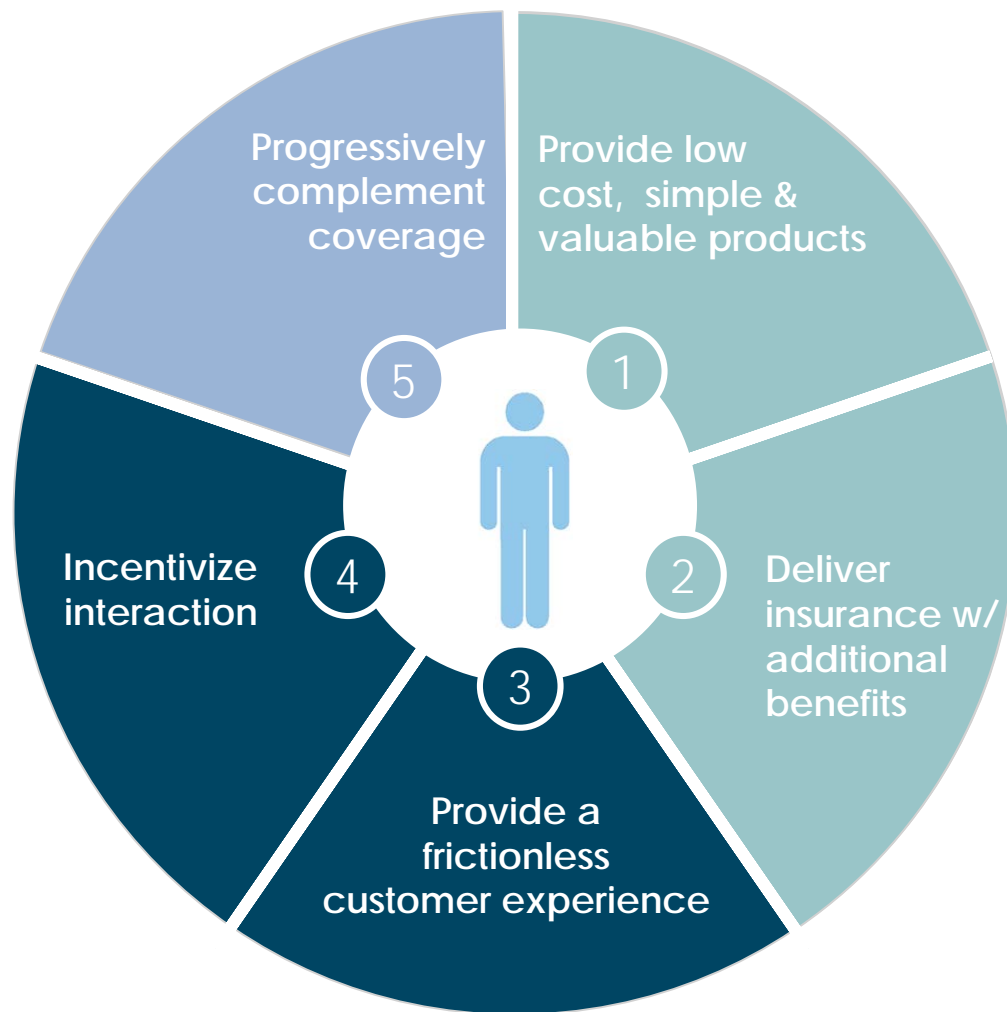 Provide low
cost, simple &
valuable products
1
2
Deliver
insurance w/
additional
benefits
3
Provide a
frictionless
customer experience
4
Incentivize
interaction
5
Progressively
complement
coverage